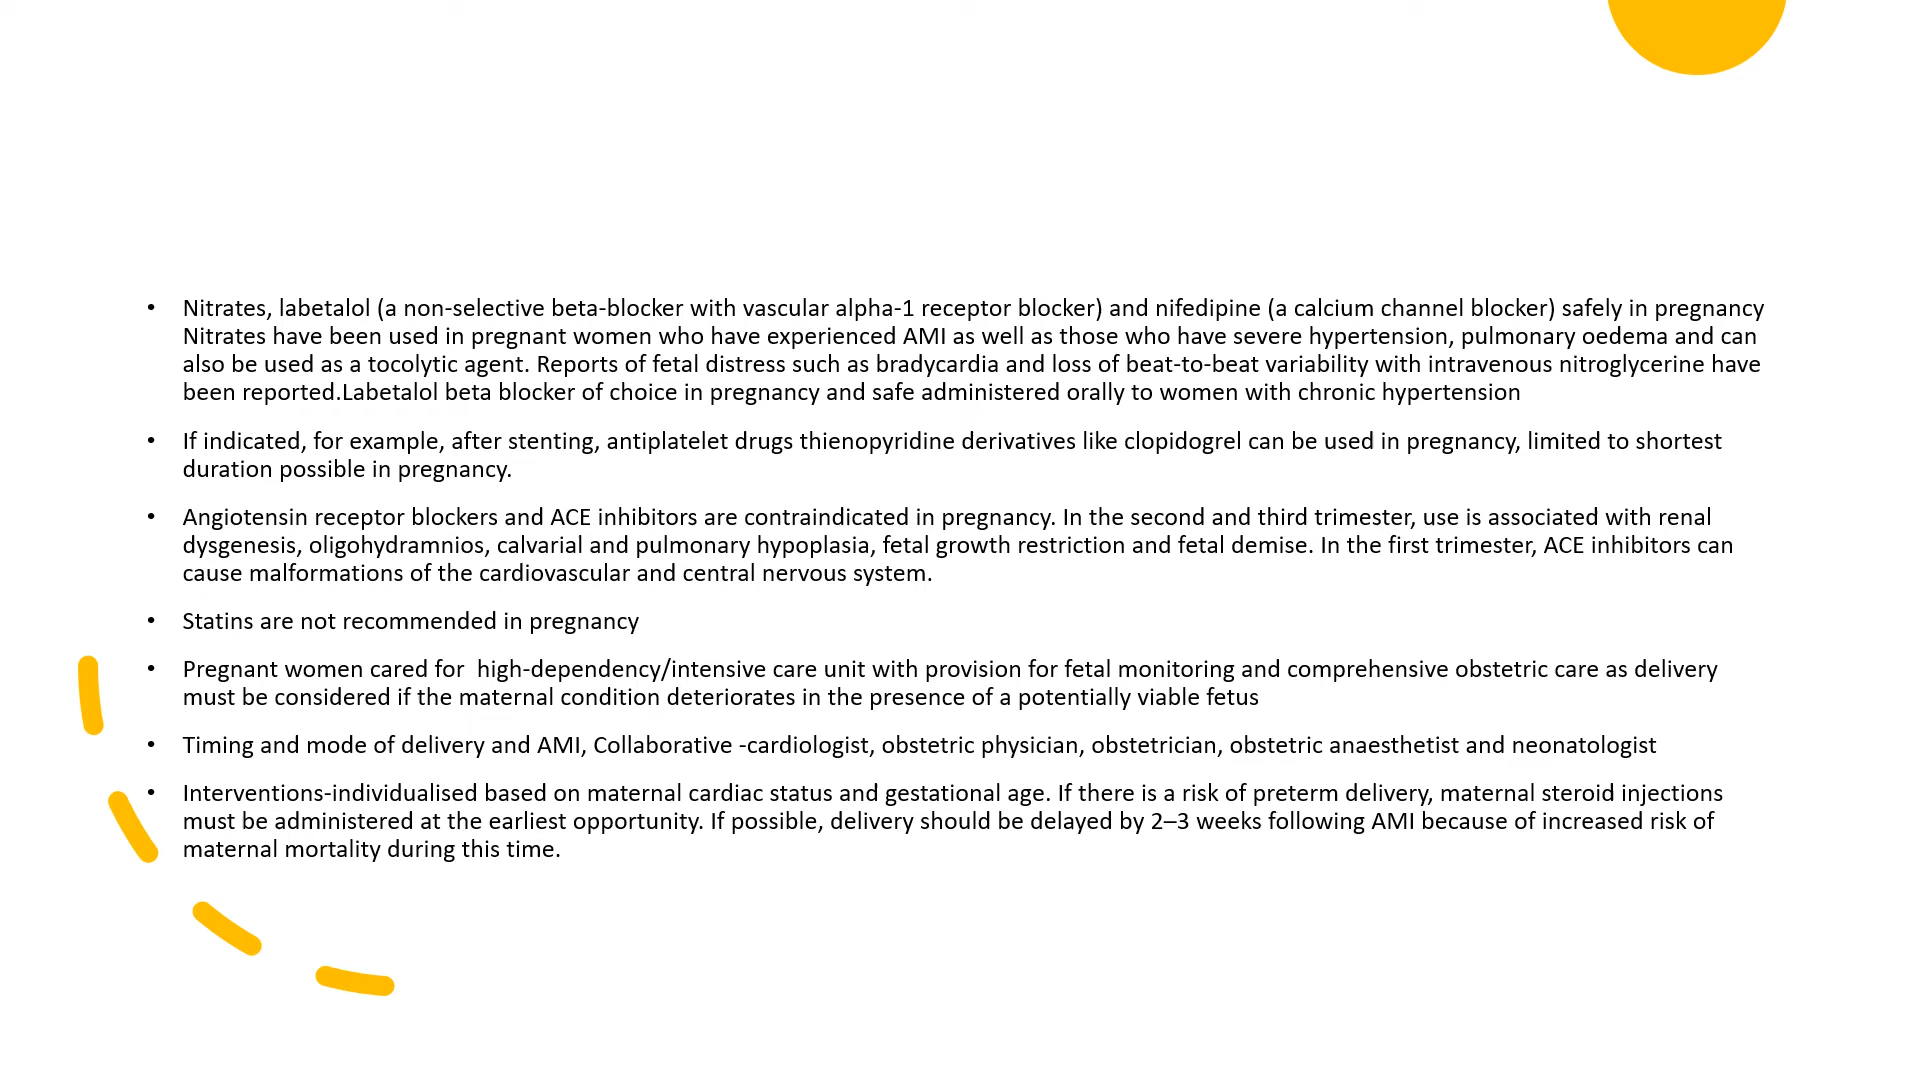 • Nitrates, labetalol (a non-selective beta-blocker with vascular alpha-1 receptor blocker) and nifedipine (a calcium channel blocker) safely in pregnancy
Nitrates have been used in pregnant women who have experienced AMI as well as those who have severe hypertension, pulmonary oedema and can
also be used as a tocolytic agent. Reports of fetal distress such as bradycardia and loss of beat-to-beat variability with intravenous nitroglycerine have
been reported.Labetalol beta blocker of choice in pregnancy and safe administered orally to women with chronic hypertension
• If indicated, for example, after stenting, antiplatelet drugs thienopyridine derivatives like clopidogrel can be used in pregnancy, limited to shortest
duration possible in pregnancy.
• Angiotensin receptor blockers and ACE inhibitors are contraindicated in pregnancy. In the second and third trimester, use is associated with renal
dysgenesis, oligohydramnios, calvarial and pulmonary hypoplasia, fetal growth restriction and fetal demise. In the first trimester, ACE inhibitors can
cause malformations of the cardiovascular and central nervous system.
• Statins are not recommended in pregnancy
• Pregnant women cared for  high-dependency/intensive care unit with provision for fetal monitoring and comprehensive obstetric care as delivery
must be considered if the maternal condition deteriorates in the presence of a potentially viable fetus
• Timing and mode of delivery and AMI, Collaborative -cardiologist, obstetric physician, obstetrician, obstetric anaesthetist and neonatologist
• Interventions-individualised based on maternal cardiac status and gestational age. If there is a risk of preterm delivery, maternal steroid injections
must be administered at the earliest opportunity. If possible, delivery should be delayed by 2–3 weeks following AMI because of increased risk of
maternal mortality during this time.